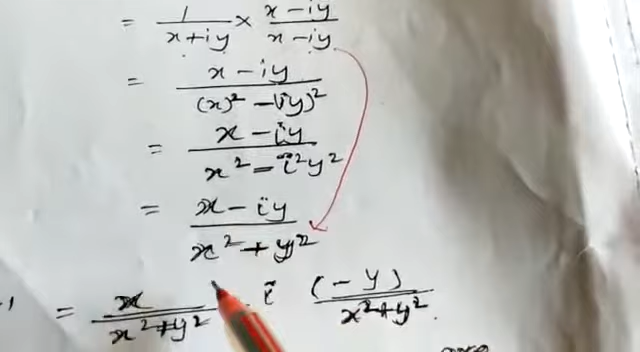 = 1/(x+iy) × (x-iy)/(x-iy)
= (x-iy)/((x)² - (iy)²)
= (x-iy)/(x² - i²y²)
= (x-iy)/(x² + y²)
= x/(x²+y²) i (-y)/(x²+y²)